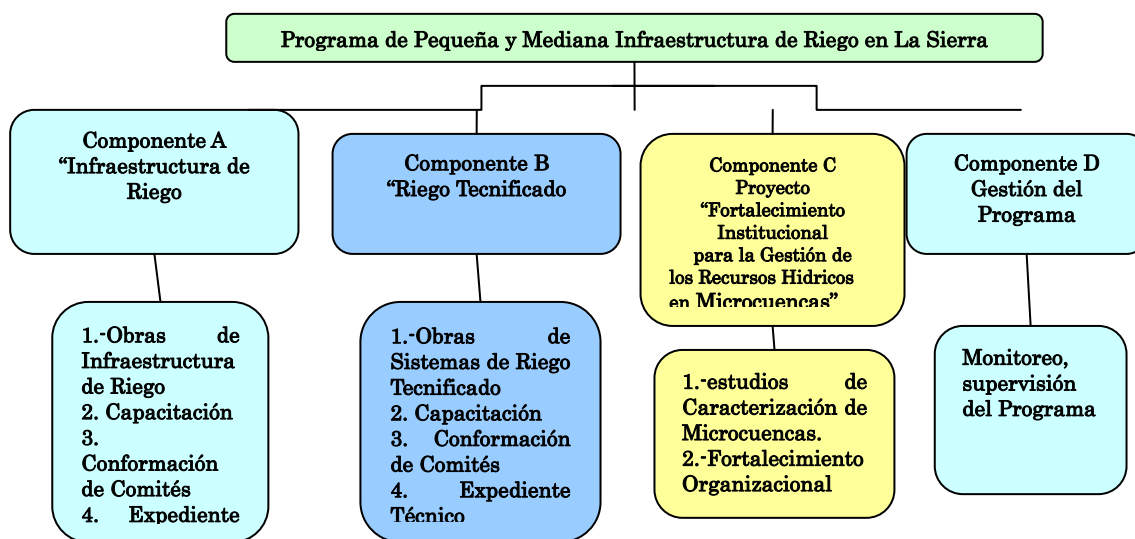 Programa de Pequeña y Mediana Infraestructura de Riego en La Sierra
Componente A
“Infraestructura de
Riego
Componente B
“Riego Tecnificado
Componente C
Proyecto
“Fortalecimiento
Institucional
para la Gestión de
los Recursos Hidricos
en Microcuencas”
Componente D
Gestión del
Programa
1.-Obras de
Infraestructura
de Riego
2. Capacitación
3.
Conformación
de Comités
4. Expediente
1.-Obras de
Sistemas de Riego
Tecnificado
2. Capacitación
3. Conformación
de Comités
4. Expediente
Técnico
1.-estudios de
Caracterización de
Microcuencas.
2.-Fortalecimiento
Organizacional
Monitoreo,
supervisión
del Programa